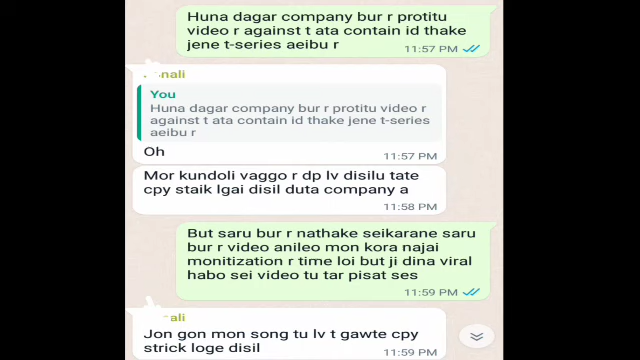 Huna dagar company bur r protitu
video r against t ata contain id thake
jene t-series aeibu r
11:57 PM
nali
You
Huna dagar company bur r protitu video r
against t ata contain id thake jene t-series
aeibu r
Oh
11:57 PM
Mor kundoli vaggo r dp lv disilu tate
cpy staik lgai disil duta company a
11:58 PM
But saru bur r nathake seikarane saru
bur r video anileo mon kora najai
monitization r time loi but ji dina viral
habo sei video tu tar pisat ses
11:59 PM
ali
Jon gon mon song tu lv t gawte cpy
strick loge disil
11:59 PM